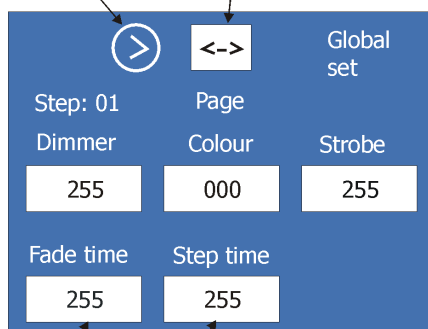 >
<->
Global
set
Step: 01
Page
Dimmer
Colour
Strobe
255
000
255
Fade time
Step time
255
255